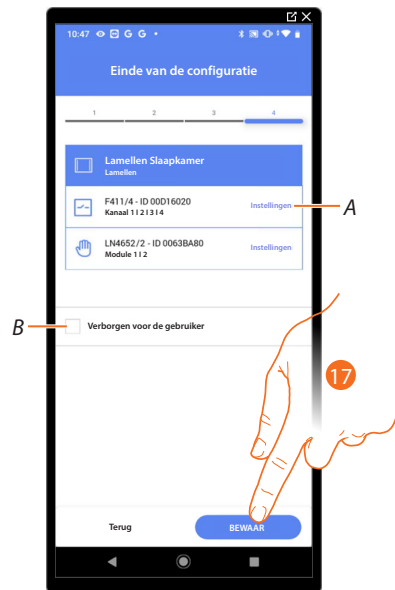 10:47 G G
Einde van de configuratie
1 2 3 4
Lamellen Slaapkamer
Lamellen
F411/4 - ID 00D16020
Kanaal 1 I 2 I 3 I 4
Instellingen
A
LN4652/2 - ID 0063BA80
Module 1 I 2
Instellingen
B
Verborgen voor de gebruiker
17
Terug
BEWAAR